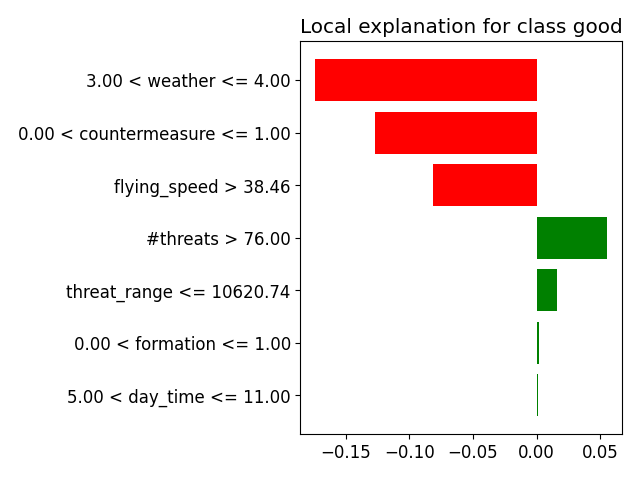 Local explanation for class good
3.00 < weather <= 4.00
0.00 < countermeasure <= 1.00
flying_speed > 38.46
#threats > 76.00
threat_range <= 10620.74
0.00 < formation <= 1.00
5.00 < day_time <= 11.00
−0.15 −0.10 −0.05 0.00 0.05